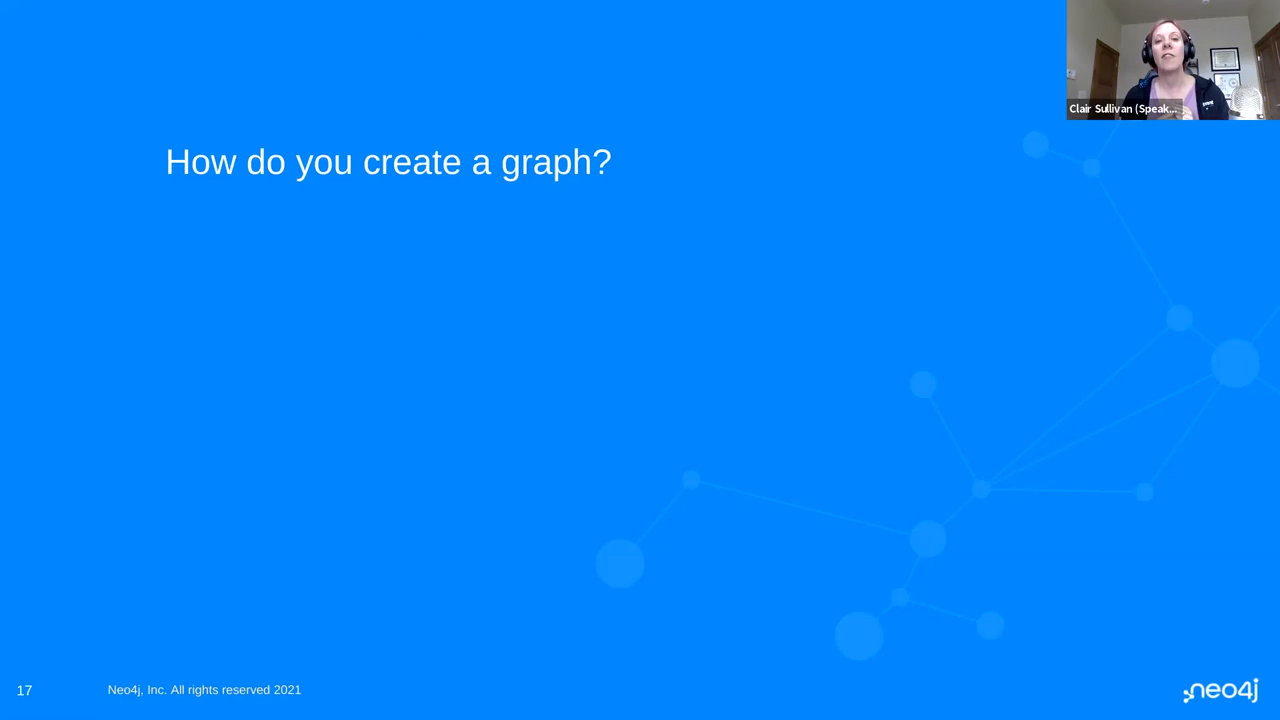 Clair Sullivan (Speak...
How do you create a graph?
17
Neo4j, Inc. All rights reserved 2021
neo4j